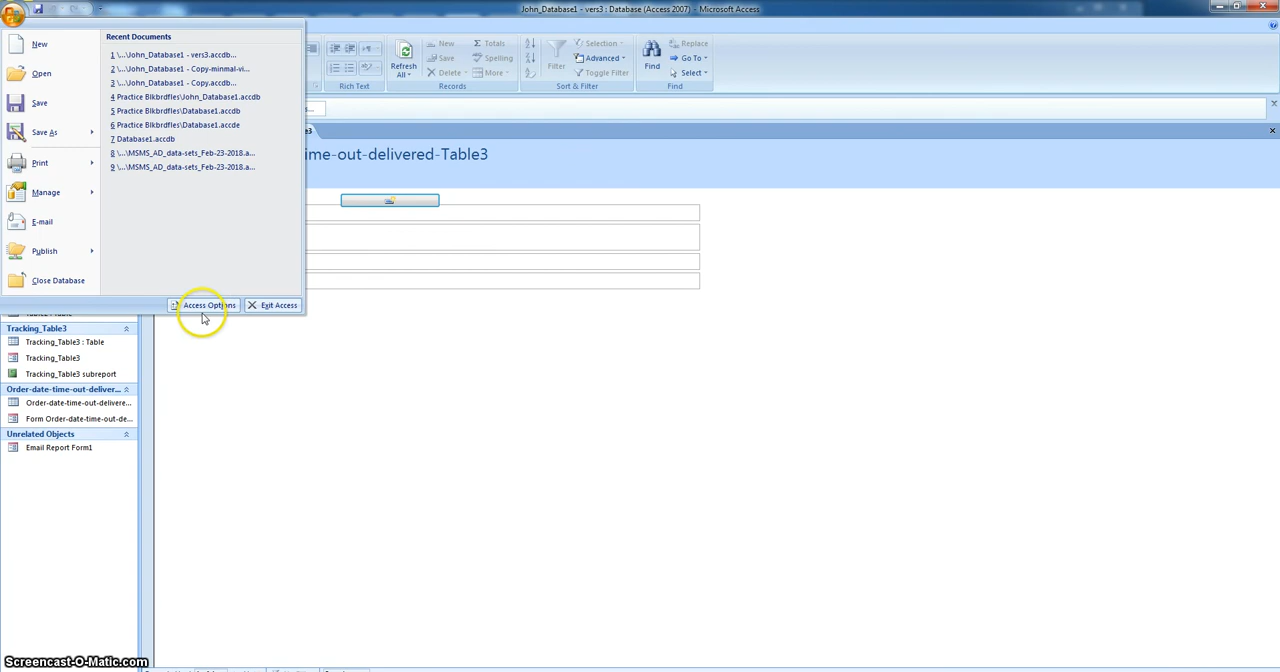 John_Database1 - vers3 : Database (Access 2007) - Microsoft Access
New
Open
Save
Save As
Print
Manage
E-mail
Publish
Close Database
Recent Documents
1 \...\John_Database1 - vers3.accdb...
2 \...\John_Database1 - Copy-minmal-vi...
3 \...\John_Database1 - Copy.accdb...
4 Practice Blkbrdfles\John_Database1.accdb
5 Practice Blkbrdfles\Database1.accdb
6 Practice Blkbrdfles\Database1.accde
7 Database1.accdb
8 \...\MSMS_AD_data-sets_Feb-23-2018.a...
9 \...\MSMS_AD_data-sets_Feb-23-2018.a...
Access Options
Exit Access
Rich Text
Refresh All
New
Save
Delete
Totals
Spelling
More
Records
Filter
Selection
Advanced
Toggle Filter
Sort & Filter
Find
Replace
Go To
Select
Find
ime-out-delivered-Table3
Tracking_Table3
Tracking_Table3 : Table
Tracking_Table3
Tracking_Table3 subreport
Order-date-time-out-deliver...
Order-date-time-out-delivere...
Form Order-date-time-out-de...
Unrelated Objects
Email Report Form1
Screencast-O-Matic.com